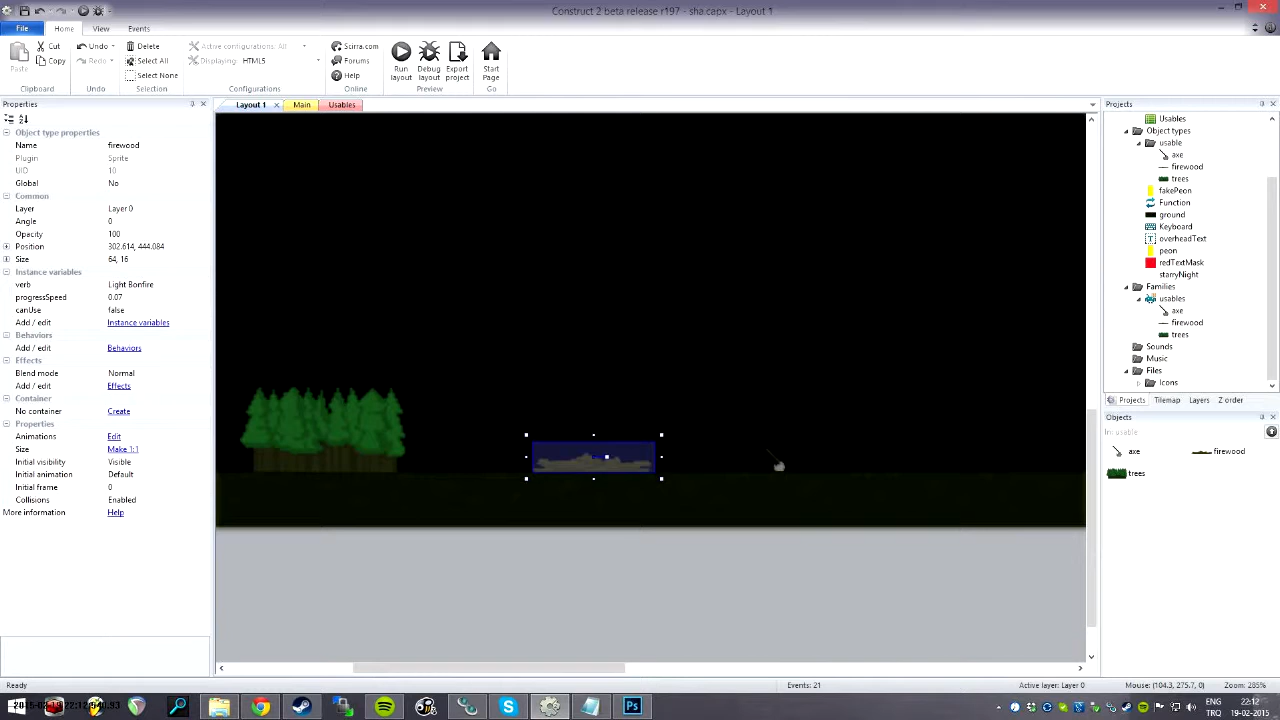 Construct 2 beta release r197 - sha.capx - Layout 1
File Home View Events
Paste Cut Copy Undo Redo Delete Select All Select None Active configurations: All Displaying: HTML5 Scirra.com Forums Help Run layout Debug layout Export project Start Page
Clipboard Undo Selection Configurations Online Preview Go
Properties
Layout 1 Main Usables
Object type properties
Name firewood
Plugin Sprite
UID 10
Global No
Common
Layer Layer 0
Angle 0
Opacity 100
Position 302.614, 444.084
Size 64, 16
Instance variables
verb Light Bonfire
progressSpeed 0.07
canUse false
Add / edit Instance variables
Behaviors
Add / edit Behaviors
Effects
Blend mode Normal
Add / edit Effects
Container
No container Create
Properties
Animations Edit
Size Make 1:1
Initial visibility Visible
Initial animation Default
Initial frame 0
Collisions Enabled
More information Help
Projects
Usables
Object types
usable
axe
firewood
trees
fakePeon
Function
ground
Keyboard
overheadText
peon
redTextMask
starryNight
Families
usables
axe
firewood
trees
Sounds
Music
Files
Icons
Projects Tilemap Layers Z order
Objects
In: usable
axe firewood
trees
Ready Events: 21 Active layer: Layer 0 Mouse: (104.3, 275.7, 0) Zoom: 285%
ENG 22:12
TRQ 19-02-2015